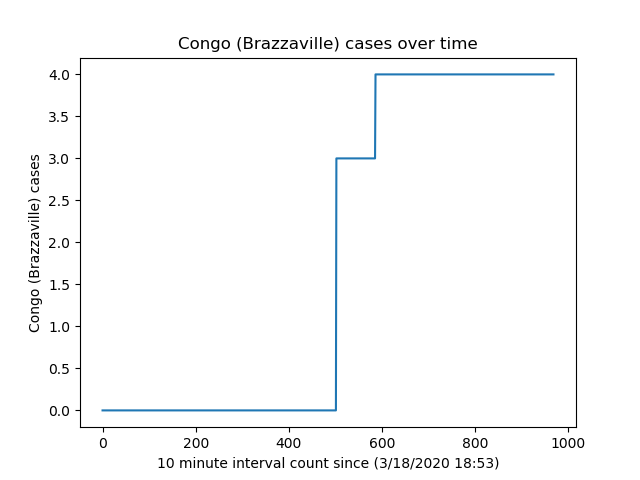 Congo (Brazzaville) cases over time
Congo (Brazzaville) cases
4.0
3.5
3.0
2.5
2.0
1.5
1.0
0.5
0.0
0 200 400 600 800 1000
10 minute interval count since (3/18/2020 18:53)